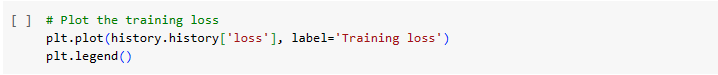 [ ] # Plot the training loss
plt.plot(history.history['loss'], label='Training loss')
plt.legend()